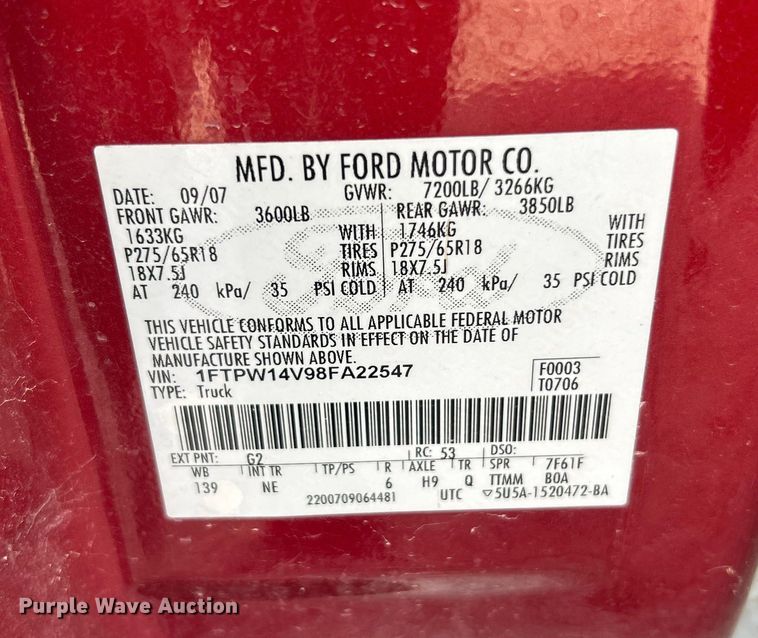 MFD. BY FORD MOTOR CO.
DATE: 09/07 GVWR: 7200LB/ 3266KG
FRONT GAWR: 3600LB REAR GAWR: 3850LB
1633KG WITH 1746KG WITH
P275/65R18 TIRES P275/65R18 TIRES
18X7.5J RIMS 18X7.5J RIMS
AT 240 kPa/ 35 PSI COLD AT 240 kPa/ 35 PSI COLD
THIS VEHICLE CONFORMS TO ALL APPLICABLE FEDERAL MOTOR
VEHICLE SAFETY STANDARDS IN EFFECT ON THE DATE OF
MANUFACTURE SHOWN ABOVE.
VIN: 1FTPW14V98FA22547 F0003
TYPE: Truck T0706
EXT PNT: G2 RC: 53 DSO:
WB INT TR TP/PS R AXLE TR SPR 7F61F
139 NE 6 H9 Q TTMM BOA
2200709064481 UTC ▽5U5A-1520472-BA
Purple Wave Auction